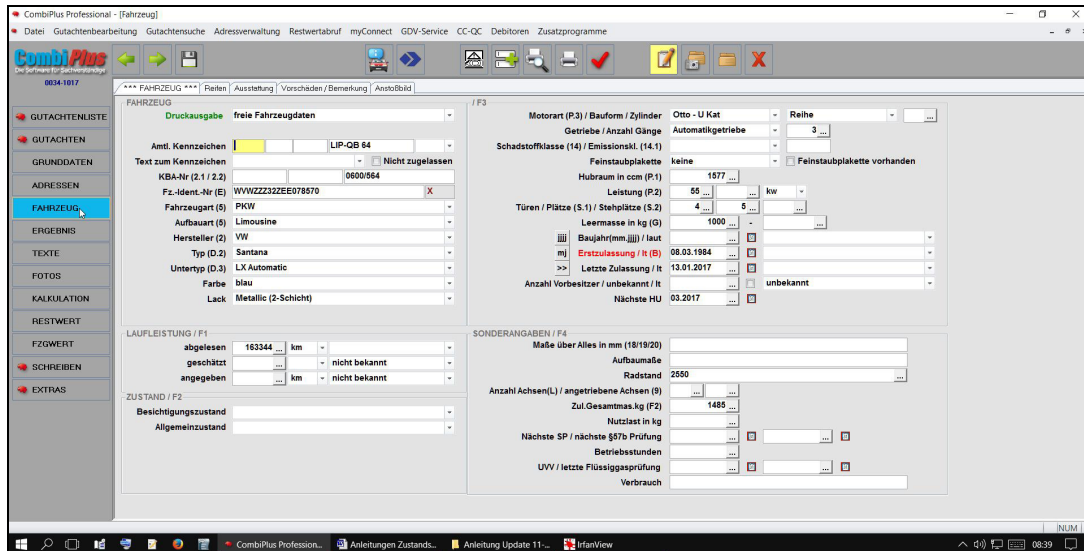 CombiPlus Professional - [Fahrzeug]
Datei Gutachtenbearbeitung Gutachtensuche Adressverwaltung Restwertabruf myConnect GDV-Service CC-QC Debitoren Zusatzprogramme
CombiPlus
Die Software für Sachverständige
0034-1017
*** FAHRZEUG *** Reifen Ausstattung Vorschäden / Bemerkung Anstoßbild
GUTACHTENLISTE
GUTACHTEN
GRUNDDATEN
ADRESSEN
FAHRZEUG
ERGEBNIS
TEXTE
FOTOS
KALKULATION
RESTWERT
FZGWERT
SCHREIBEN
EXTRAS
FAHRZEUG
Druckausgabe freie Fahrzeugdaten
Amtl. Kennzeichen LIP-QB 64
Text zum Kennzeichen Nicht zugelassen
KBA-Nr (2.1 / 2.2) 0600/564
Fz.-Ident.-Nr (E) WVWZZZ32ZEE078570 X
Fahrzeugart (5) PKW
Aufbauart (5) Limousine
Hersteller (2) VW
Typ (D.2) Santana
Untertyp (D.3) LX Automatic
Farbe blau
Lack Metallic (2-Schicht)
LAUFLEISTUNG / F1
abgelesen 163344 ... km
geschätzt ... nicht bekannt
angegeben ... km nicht bekannt
ZUSTAND / F2
Besichtigungszustand
Allgemeinzustand
/ F3
Motorart (P.3) / Bauform / Zylinder Otto - U Kat Reihe ...
Getriebe / Anzahl Gänge Automatikgetriebe 3 ...
Schadstoffklasse (14) / Emissionskl. (14.1)
Feinstaubplakette keine Feinstaubplakette vorhanden
Hubraum in ccm (P.1) 1577 ...
Leistung (P.2) 55 ... ... kw
Türen / Plätze (S.1) / Stehplätze (S.2) 4 ... 5 ... ...
Leermasse in kg (G) 1000 ... - ...
jjjj Baujahr(mm.jjjj) / laut ...
mj Erstzulassung / lt (B) 08.03.1984 ...
>> Letzte Zulassung / lt 13.01.2017 ...
Anzahl Vorbesitzer / unbekannt / lt ... unbekannt
Nächste HU 03.2017 ...
SONDERANGABEN / F4
Maße über Alles in mm (18/19/20)
Aufbaumaße
Radstand 2550 ...
Anzahl Achsen(L) / angetriebene Achsen (9) ... ...
Zul.Gesamtmas.kg (F2) 1485 ...
Nutzlast in kg ...
Nächste SP / nächste §57b Prüfung ... ...
Betriebsstunden ...
UVV / letzte Flüssiggasprüfung ... ...
Verbrauch
NUM
CombiPlus Profession... Anleitungen Zustands... Anleitung Update 11-... IrfanView 08:39